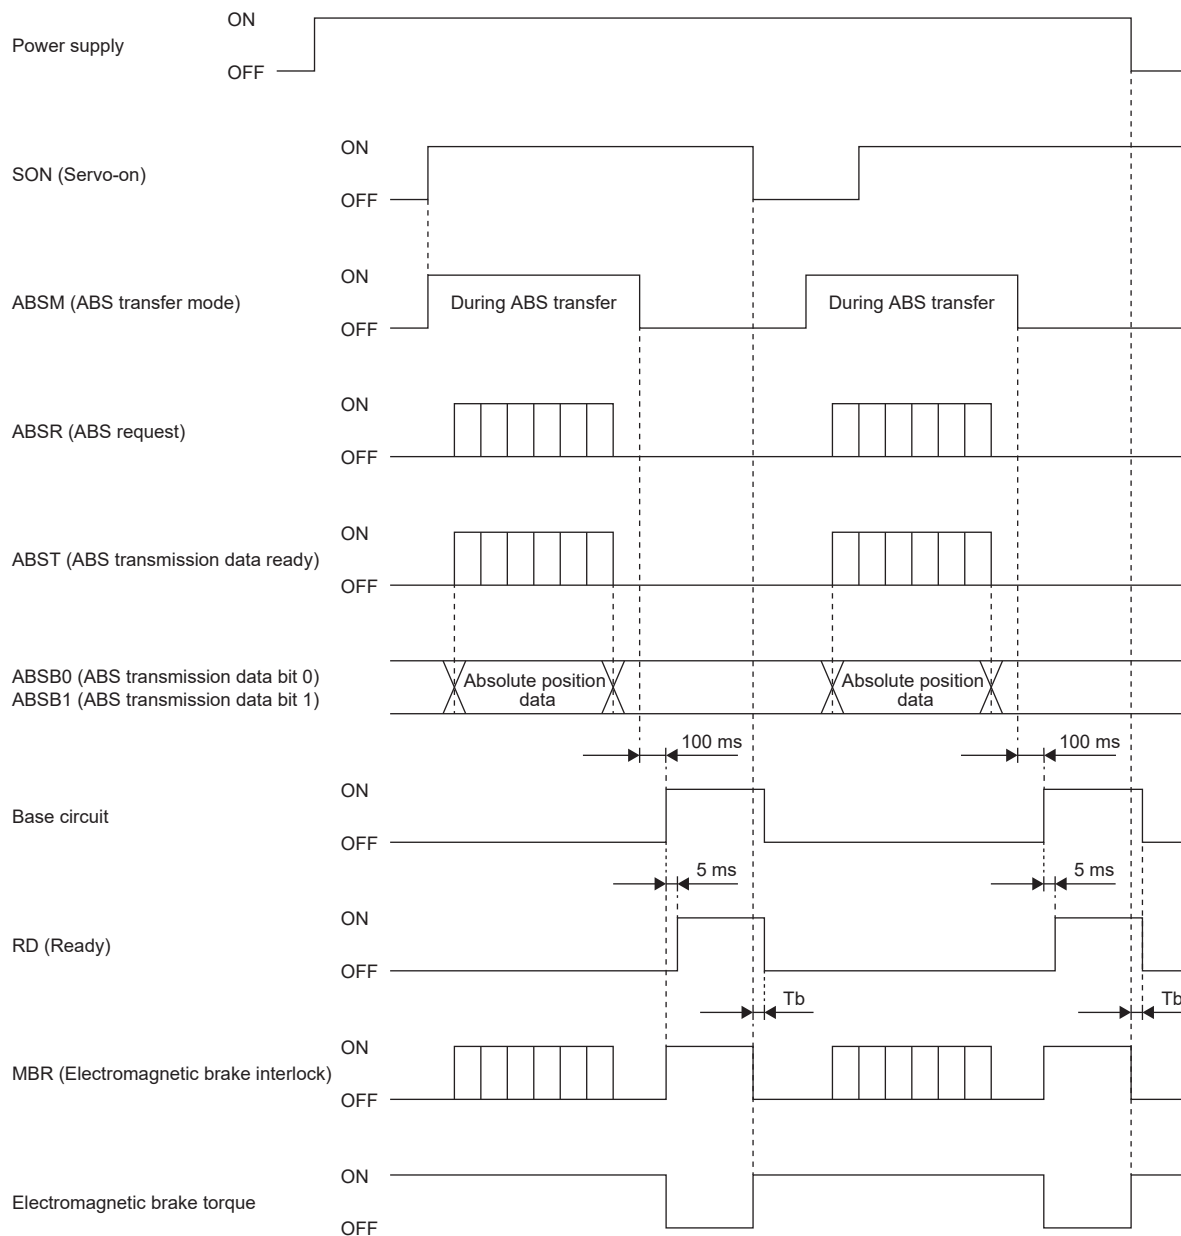 ON
Power supply
OFF
ON
SON (Servo-on)
OFF
ON
ABSM (ABS transfer mode)
During ABS transfer
During ABS transfer
OFF
ON
ABSR (ABS request)
OFF
ON
ABST (ABS transmission data ready)
OFF
ABSB0 (ABS transmission data bit 0)
ABSB1 (ABS transmission data bit 1)
Absolute position
data
Absolute position
data
100 ms
100 ms
ON
Base circuit
OFF
5 ms
5 ms
ON
RD (Ready)
OFF
Tb
Tb
ON
MBR (Electromagnetic brake interlock)
OFF
ON
Electromagnetic brake torque
OFF